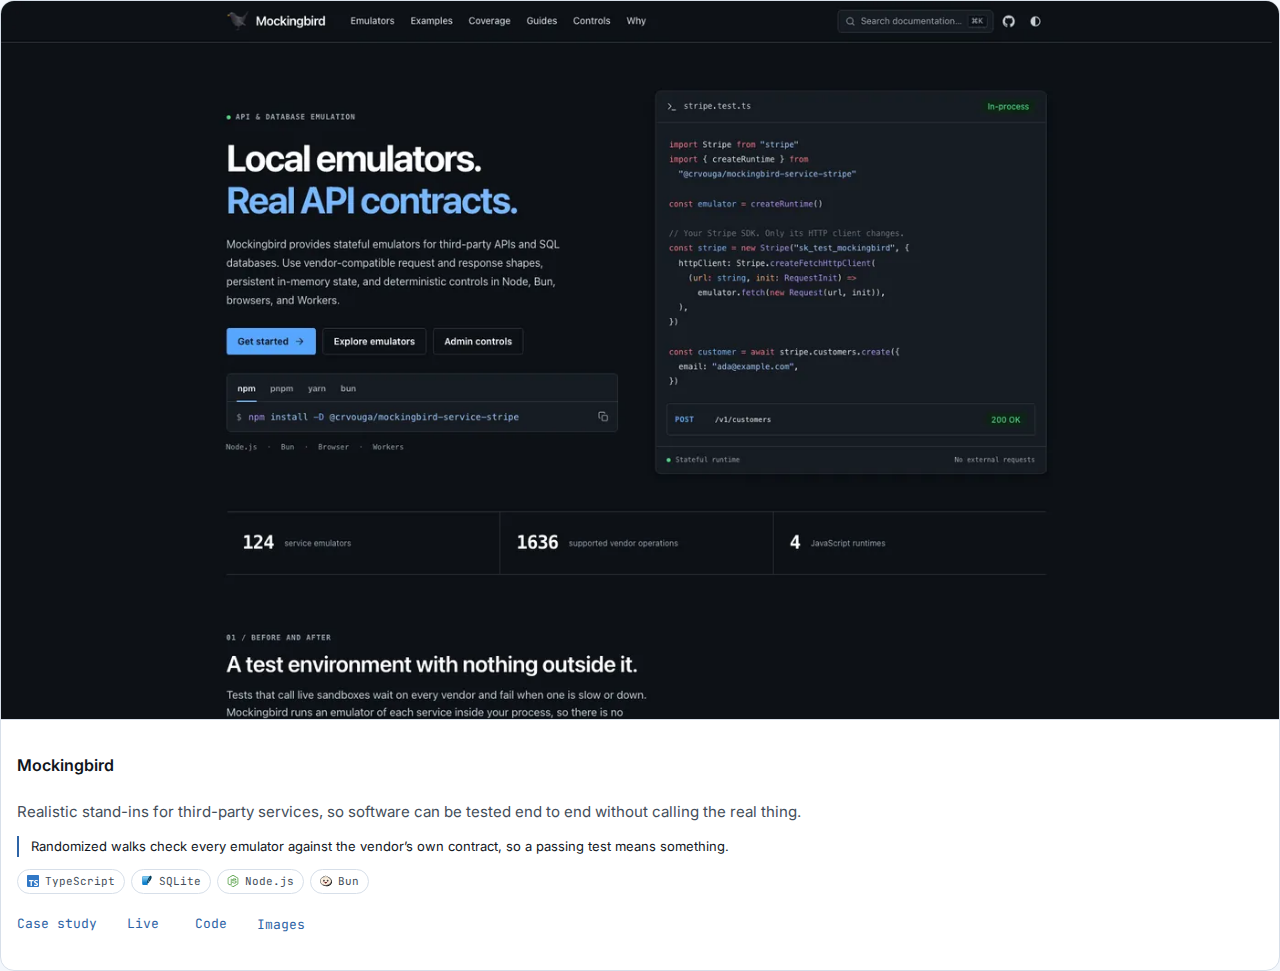 Mockingbird
Emulators Examples Coverage Guides Controls Why
Search documentation... ⌘K
API & DATABASE EMULATION
Local emulators.
Real API contracts.
Mockingbird provides stateful emulators for third-party APIs and SQL
databases. Use vendor-compatible request and response shapes,
persistent in-memory state, and deterministic controls in Node, Bun,
browsers, and Workers.
Get started →
Explore emulators
Admin controls
npm pnpm yarn bun
$ npm install -D @crvouga/mockingbird-service-stripe
Node.js · Bun · Browser · Workers
>_ stripe.test.ts
In-process
import Stripe from "stripe"
import { createRuntime } from
"@crvouga/mockingbird-service-stripe"
const emulator = createRuntime()
// Your Stripe SDK. Only its HTTP client changes.
const stripe = new Stripe("sk_test_mockingbird", {
httpClient: Stripe.createFetchHttpClient(
(url: string, init: RequestInit) =>
emulator.fetch(new Request(url, init)),
),
})
const customer = await stripe.customers.create({
email: "ada@example.com",
})
POST /v1/customers 200 OK
Stateful runtime
No external requests
124 service emulators
1636 supported vendor operations
4 JavaScript runtimes
01 / BEFORE AND AFTER
A test environment with nothing outside it.
Tests that call live sandboxes wait on every vendor and fail when one is slow or down.
Mockingbird runs an emulator of each service inside your process, so there is no
Mockingbird
Realistic stand-ins for third-party services, so software can be tested end to end without calling the real thing.
Randomized walks check every emulator against the vendor’s own contract, so a passing test means something.
TS TypeScript SQLite Node.js Bun
Case study Live Code Images